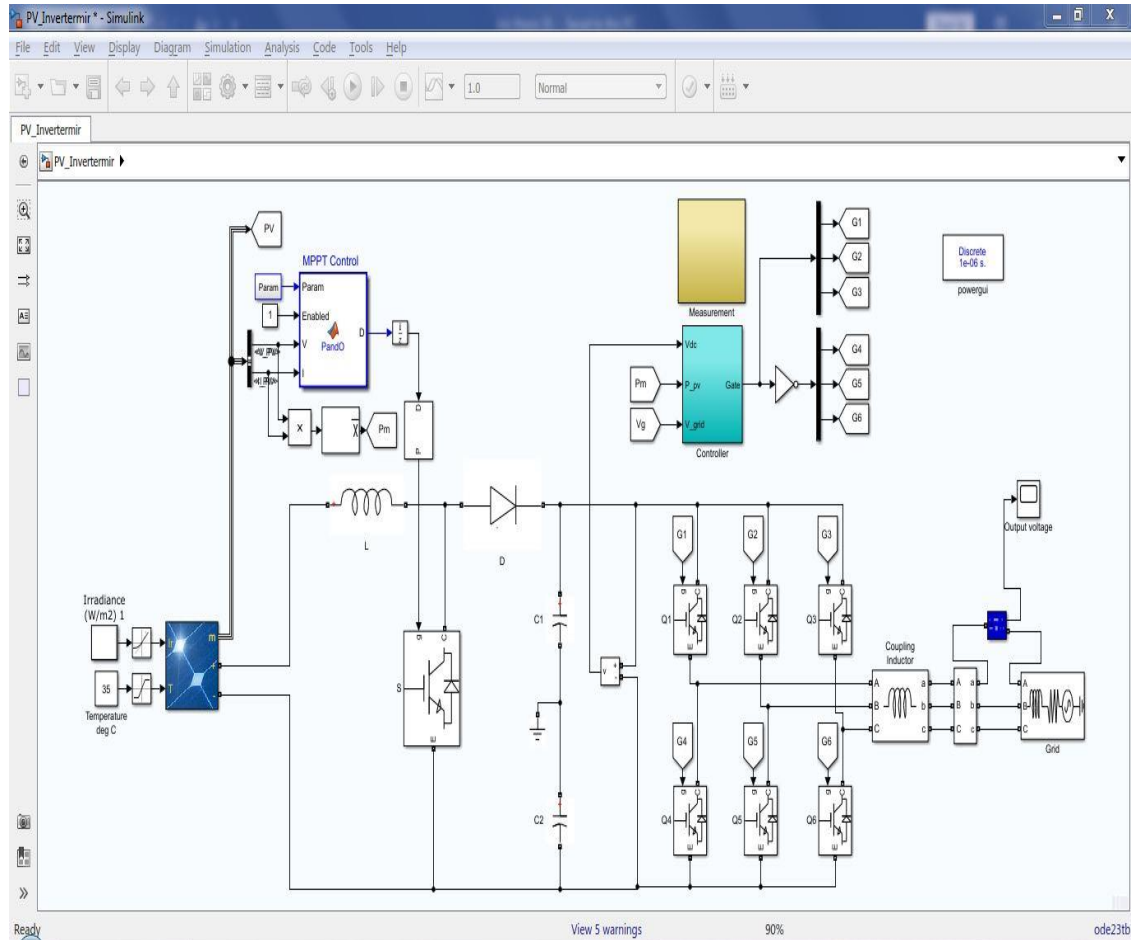 PV_Invertermir * - Simulink
File Edit View Display Diagram Simulation Analysis Code Tools Help
1.0
Normal
PV_Invertermir
PV_Invertermir
PV
MPPT Control
Param
Param
1
Enabled
V
I
D
PandO
1
z
X
X
Pm
D
P
L
D
Irradiance
(W/m2) 1
35
Temperature
deg C
Ir
T
m
+
-
S
g
C
E
C1
C2
v
+
-
Measurement
Vdc
Pm
P_pv
Gate
Vg
V_grid
Controller
G1
G2
G3
G4
G5
G6
Discrete
1e-06 s.
powergui
G1
G2
G3
g C
g C
g C
Q1
Q2
Q3
E
E
E
G4
G5
G6
g C
g C
g C
Q4
Q5
Q6
E
E
E
Coupling
Inductor
A a
B b
C c
A a
B b
C c
Output voltage
A
B
C
Grid
Ready
View 5 warnings
90%
ode23tb